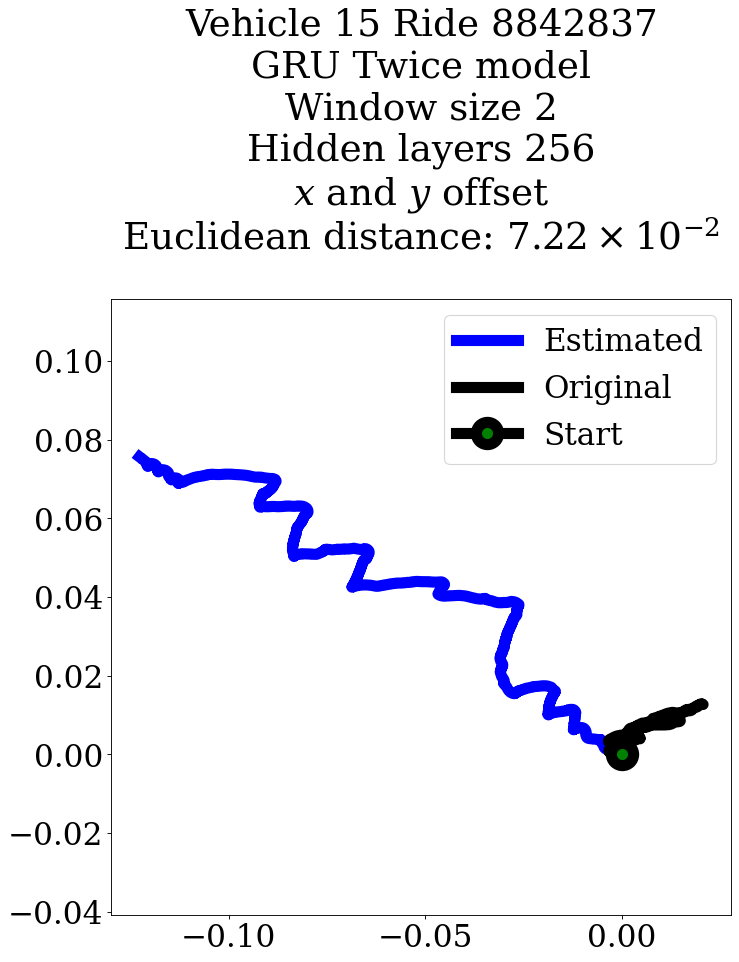 Vehicle 15 Ride 8842837
GRU Twice model
Window size 2
Hidden layers 256
x and y offset
Euclidean distance: 7.22 × 10⁻²
Estimated
Original
Start
0.10
0.08
0.06
0.04
0.02
0.00
−0.02
−0.04
−0.10
−0.05
0.00